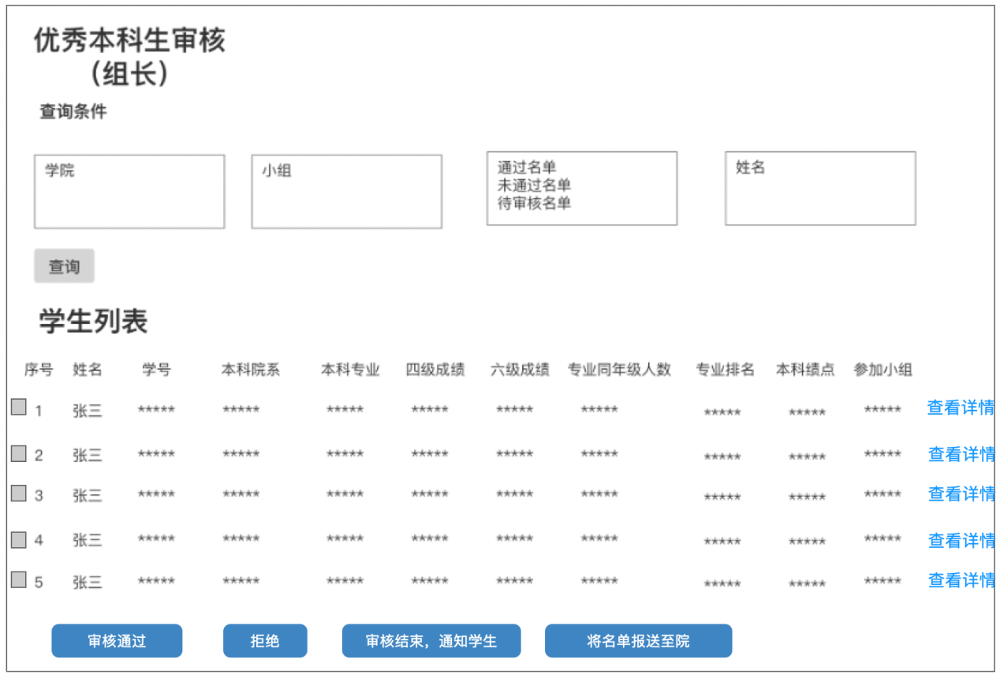 优秀本科生审核
（组长）
查询条件
学院 小组 通过名单 姓名
未通过名单
待审核名单
查询
学生列表
序号 姓名 学号 本科院系 本科专业 四级成绩 六级成绩 专业同年级人数 专业排名 本科绩点 参加小组
1 张三 ***** ***** ***** ***** ***** ***** ***** ***** ***** 查看详情
2 张三 ***** ***** ***** ***** ***** ***** ***** ***** ***** 查看详情
3 张三 ***** ***** ***** ***** ***** ***** ***** ***** ***** 查看详情
4 张三 ***** ***** ***** ***** ***** ***** ***** ***** ***** 查看详情
5 张三 ***** ***** ***** ***** ***** ***** ***** ***** ***** 查看详情
审核通过 拒绝 审核结束，通知学生 将名单报送至院